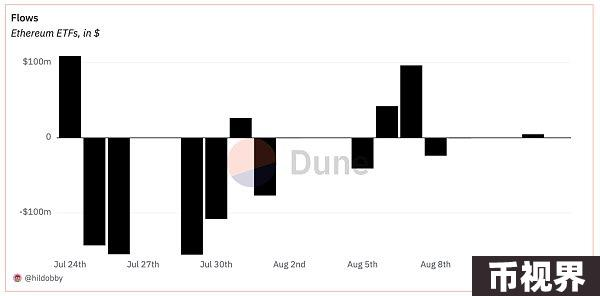 Flows
Ethereum ETFs, in $
$100m
0
-$100m
Dune
Jul 24th Jul 27th Jul 30th Aug 2nd Aug 5th Aug 8th
@hildobby
币视界